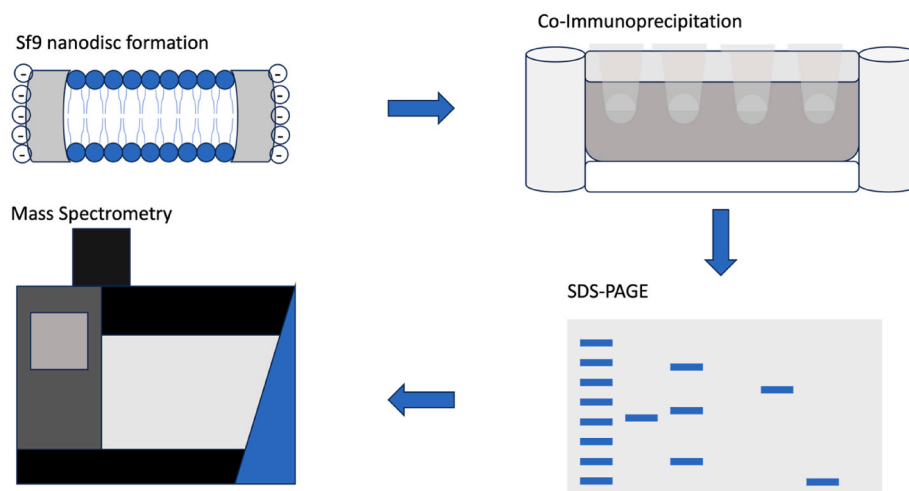 Sf9 nanodisc formation
Co-Immunoprecipitation
SDS-PAGE
Mass Spectrometry